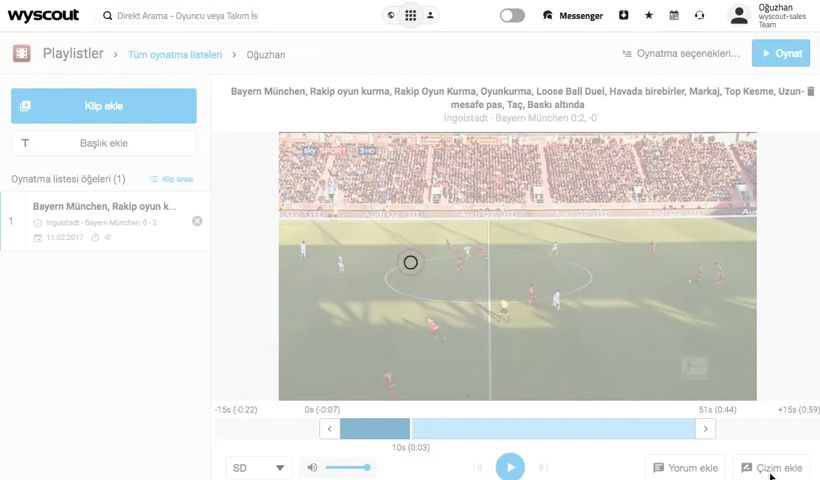 wyscout
Direkt Arama - Oyuncu veya Takım İs
Messenger
Oğuzhan
wyscout-sales
Team
Playlistler
Tüm oynatma listeleri
Oğuzhan
Oynatma seçenekleri...
Oynat
Klip ekle
T Başlık ekle
Oynatma listesi öğeleri (1)
Klip arası
1
Bayern München, Rakip oyun k...
Ingolstadt - Bayern München, 0 - 2
11.02.2017
-0'
Bayern München, Rakip oyun kurma, Rakip Oyun Kurma, Oyunkurma, Loose Ball Duel, Havada birebirler, Markaj, Top Kesme, Uzun-
mesafe pas, Taç, Baskı altında
Ingolstadt - Bayern München 0:2, -0'
sky SPORT HD
-15s (-0:22)
0s (-0:07)
51s (0:44)
+15s (0:59)
10s (0:03)
SD
Yorum ekle
Çizim ekle